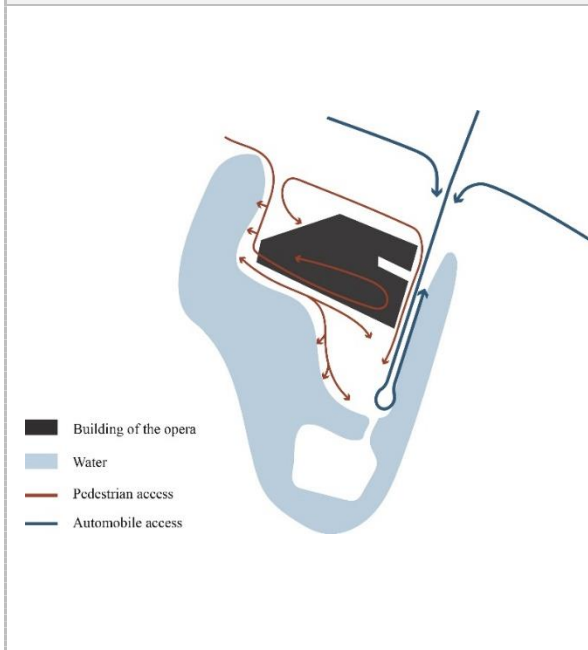 Building of the opera
Water
Pedestrian access
Automobile access